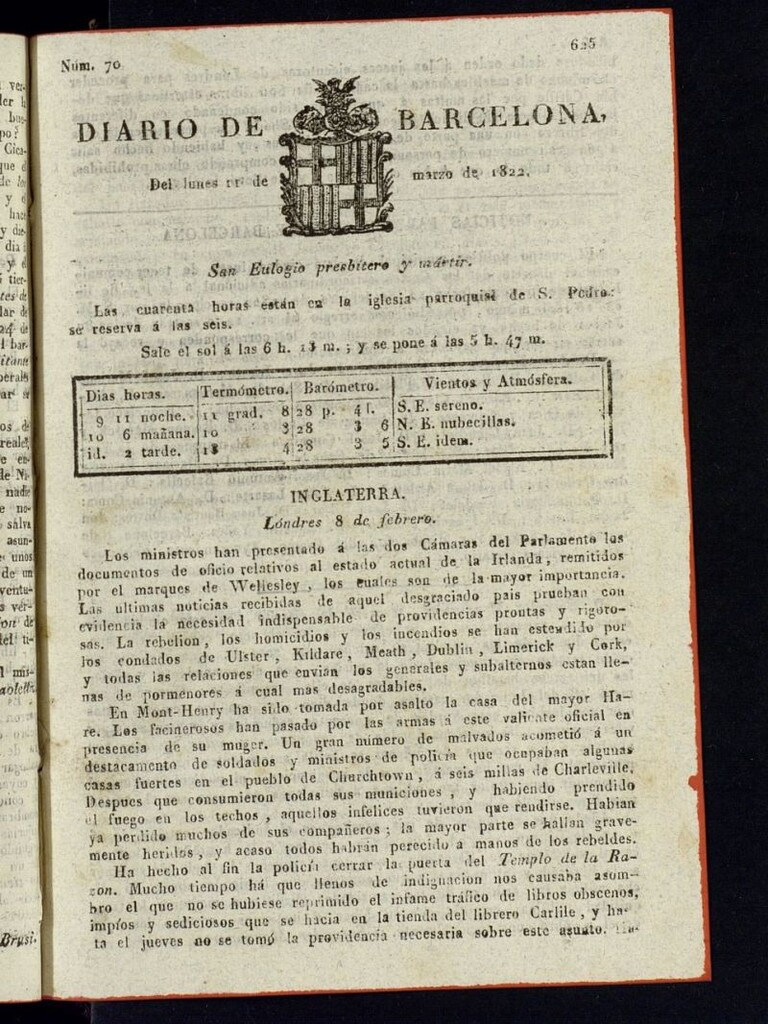 Núm. 70
625
DIARIO DE BARCELONA,
Del lunes 11 de marzo de 1822.
San Eulogio presbítero y mártir.
Las cuarenta horas están en la iglesia parroquial de S. Pedro:
se reserva á las seis.
Sale el sol á las 6 h. 13 m.; y se pone á las 5 h. 47 m.
Dias horas. Termómetro. Barómetro. Vientos y Atmósfera.
9 11 noche. 11 grad. 8 28 p. 4 l. S. E. sereno.
10 6 mañana. 10 3 28 3 6 N. E. nubecillas.
id. 2 tarde. 13 4 28 3 5 S. E. idem.
INGLATERRA.
Lóndres 8 de febrero.
Los ministros han presentado á las dos Cámaras del Parlamento los
documentos de oficio relativos al estado actual de la Irlanda, remitidos
por el marques de Wellesley, los cuales son de la mayor importancia.
Las ultimas noticias recibidas de aquel desgraciado pais prueban con
evidencia la necesidad indispensable de providencias prontas y rigoro-
sas. La rebelion, los homicidios y los incendios se han estendido por
los condados de Ulster, Kildare, Meath, Dublin, Limerick y Cork,
y todas las relaciones que envian los generales y subalternos estan lle-
nas de pormenores á cual mas desagradables.
En Mont-Henry ha sido tomada por asalto la casa del mayor Ha-
re. Los facinerosos han pasado por las armas á este valiente oficial en
presencia de su muger. Un gran número de malvados acometió á un
destacamento de soldados y ministros de policía que ocupaban algunas
casas fuertes en el pueblo de Churchtown, á seis millas de Charleville.
Despues que consumieron todas sus municiones, y habiendo prendido
el fuego en los techos, aquellos infelices tuvieron que rendirse. Habian
ya perdido muchos de sus compañeros; la mayor parte se hallan grave-
mente heridos, y acaso todos habrán perecido a manos de los rebeldes.
Ha hecho al fin la policía cerrar la puerta del Templo de la Ra-
zon. Mucho tiempo há que llenos de indignacion nos causaba asom-
bro el que no se hubiese reprimido el infame tráfico de libros obscenos,
impíos y sediciosos que se hacia en la tienda del librero Carlile, y ha-
ta el jueves no se tomó la providencia necesaria sobre este asunto. Ha-
Brusi.